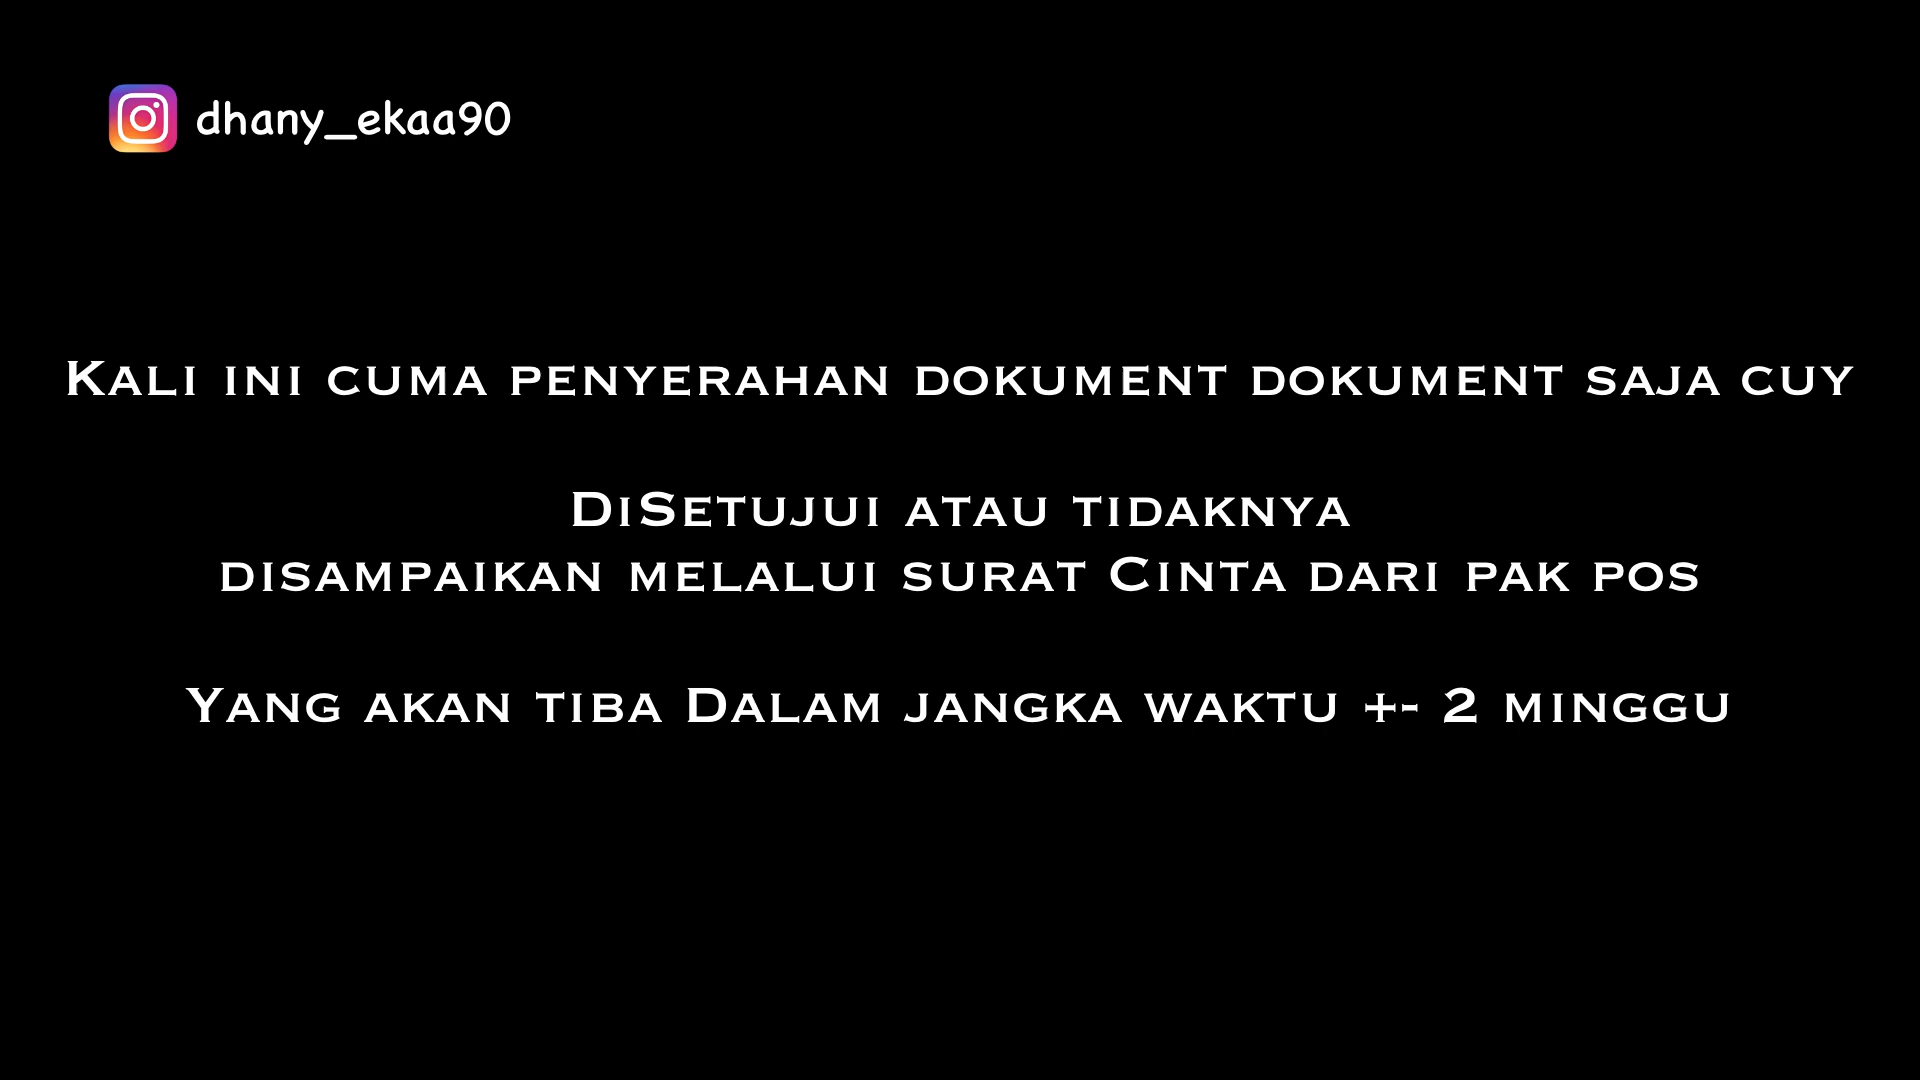 dhany_ekaa90
Kali ini cuma penyerahan dokument dokument saja cuy
DiSetujui atau tidaknya
disampaikan melalui surat Cinta dari pak pos
Yang akan tiba Dalam jangka waktu +- 2 minggu